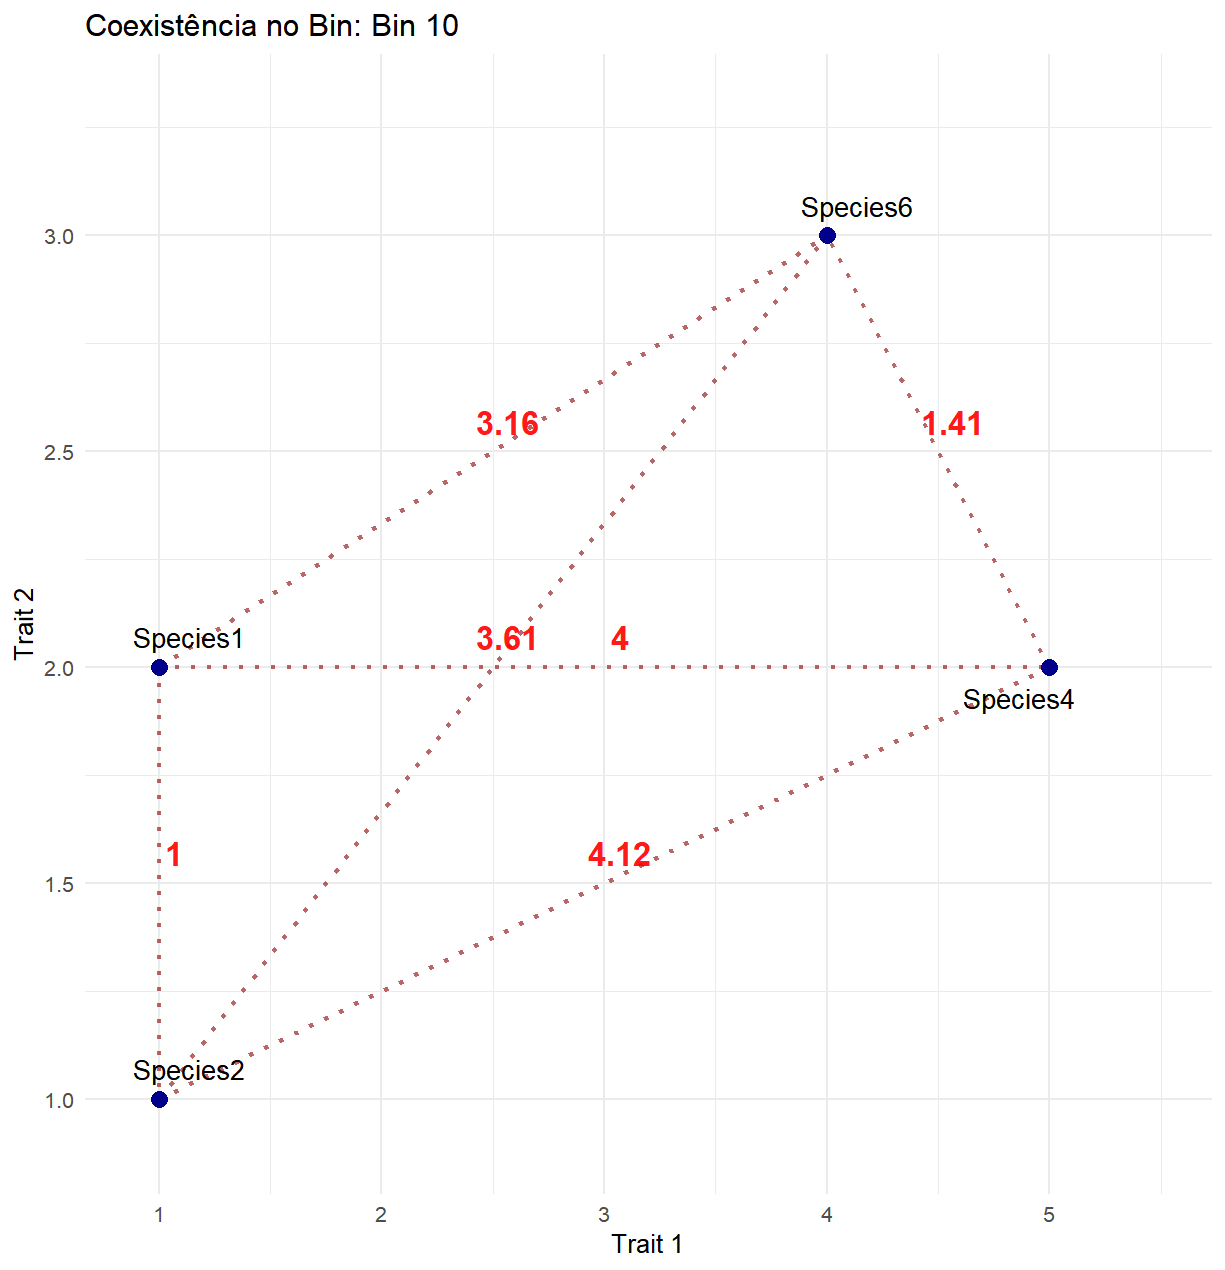 Coexistência no Bin: Bin 10
Species6
3.0
3.16
1.41
2.5
Trait 2
Species1
3.61
4
2.0
Species4
1
4.12
1.5
Species2
1.0
1
2
3
4
5
Trait 1